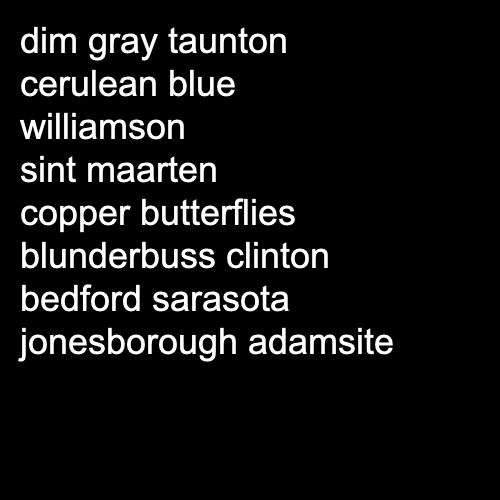 dim gray taunton
cerulean blue
williamson
sint maarten
copper butterflies
blunderbuss clinton
bedford sarasota
jonesborough adamsite